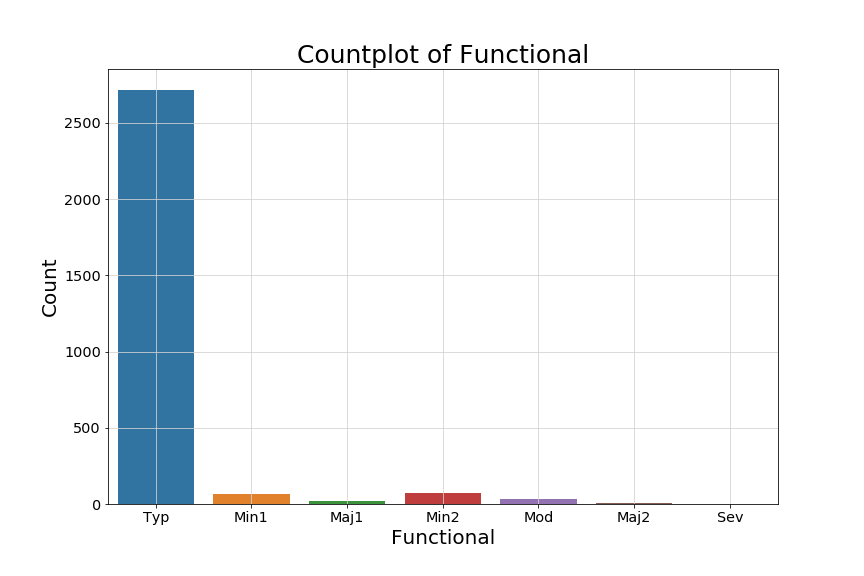 Countplot of Functional
2500
2000
1500
1000
500
0
Count
Typ Min1 Maj1 Min2 Mod Maj2 Sev
Functional